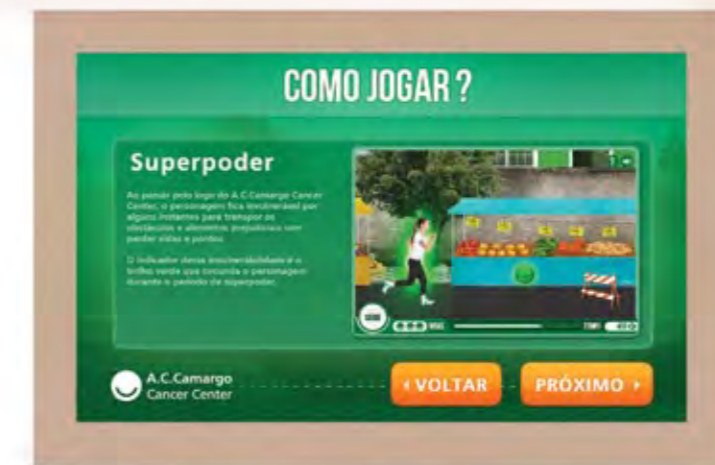 COMO JOGAR ?
Superpoder
Ao passar pelo logo do A.C.Camargo Cancer
Center, o personagem fica invulnerável por
alguns instantes para transpor os
obstáculos e alimentos prejudiciais sem
perder vidas e pontos.
O indicador dessa invulnerabilidade é o
brilho verde que circunda o personagem
durante o período de superpoder.
VIDAS
TEMPO
A.C.Camargo
Cancer Center
VOLTAR
PRÓXIMO